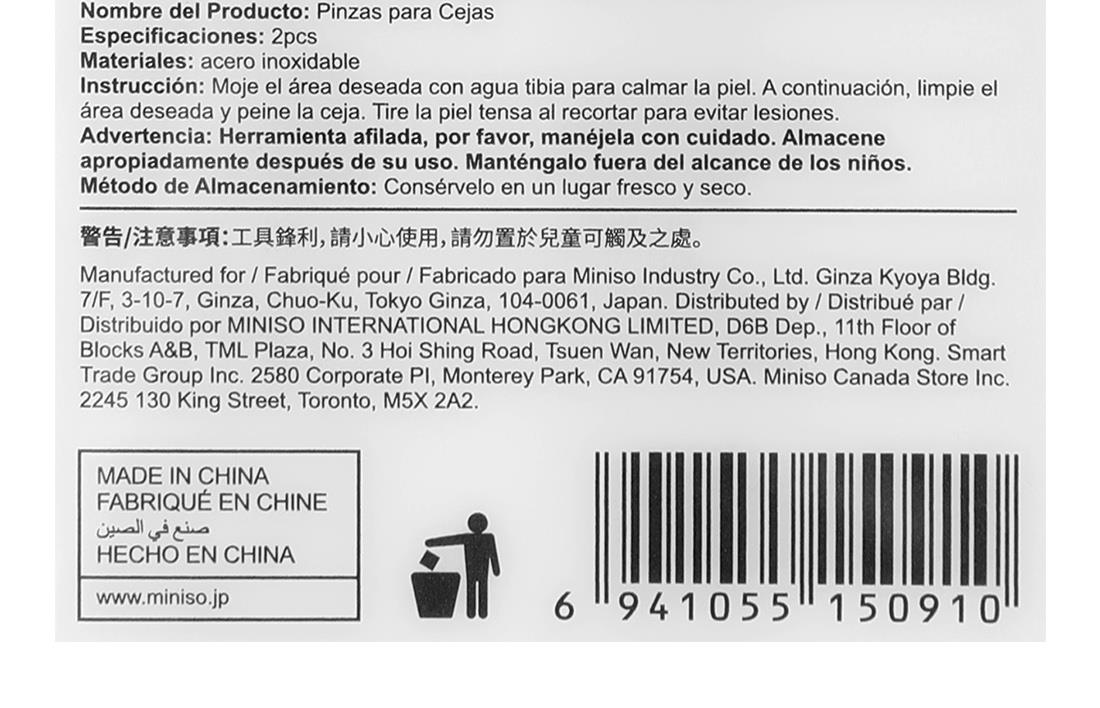 Nombre del Producto: Pinzas para Cejas
Especificaciones: 2pcs
Materiales: acero inoxidable
Instrucción: Moje el área deseada con agua tibia para calmar la piel. A continuación, limpie el
área deseada y peine la ceja. Tire la piel tensa al recortar para evitar lesiones.
Advertencia: Herramienta afilada, por favor, manéjela con cuidado. Almacene
apropiadamente después de su uso. Manténgalo fuera del alcance de los niños.
Método de Almacenamiento: Consérvelo en un lugar fresco y seco.
警告/注意事項:工具鋒利,請小心使用,請勿置於兒童可觸及之處。
Manufactured for / Fabriqué pour / Fabricado para Miniso Industry Co., Ltd. Ginza Kyoya Bldg.
7/F, 3-10-7, Ginza, Chuo-Ku, Tokyo Ginza, 104-0061, Japan. Distributed by / Distribué par /
Distribuido por MINISO INTERNATIONAL HONGKONG LIMITED, D6B Dep., 11th Floor of
Blocks A&B, TML Plaza, No. 3 Hoi Shing Road, Tsuen Wan, New Territories, Hong Kong. Smart
Trade Group Inc. 2580 Corporate Pl, Monterey Park, CA 91754, USA. Miniso Canada Store Inc.
2245 130 King Street, Toronto, M5X 2A2.
MADE IN CHINA
FABRIQUÉ EN CHINE
صنع في الصين
HECHO EN CHINA
www.miniso.jp
6 941055 150910